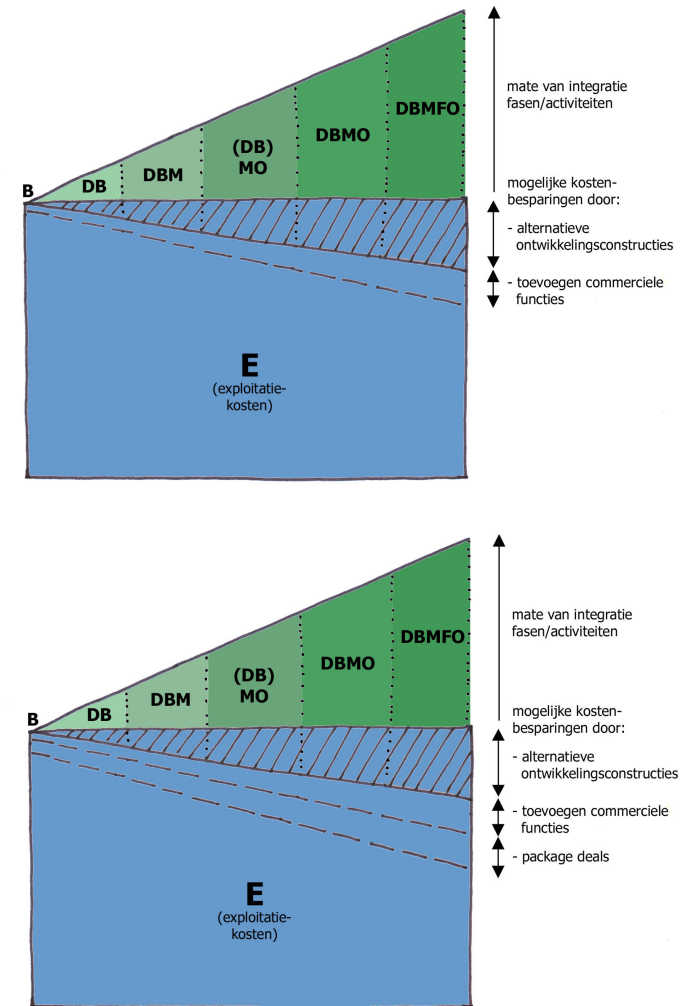 B
DB
DBM
(DB)
MO
DBMO
DBMFO
mate van integratie
fasen/activiteiten
mogelijke kosten-
besparingen door:
- alternatieve
ontwikkelingsconstructies
- toevoegen commerciele
functies
E
(exploitatie-
kosten)
B
DB
DBM
(DB)
MO
DBMO
DBMFO
mate van integratie
fasen/activiteiten
mogelijke kosten-
besparingen door:
- alternatieve
ontwikkelingsconstructies
- toevoegen commerciele
functies
- package deals
E
(exploitatie-
kosten)